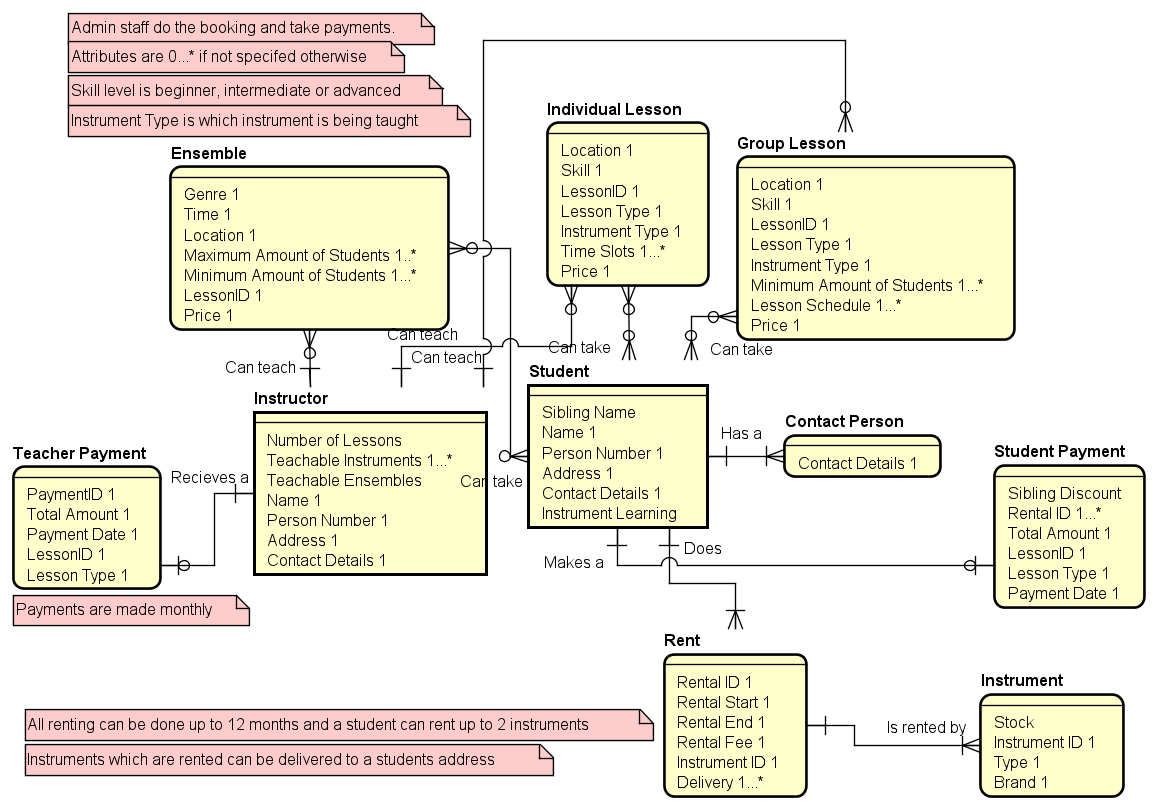 Admin staff do the booking and take payments.
Attributes are 0...* if not specifed otherwise
Skill level is beginner, intermediate or advanced
Instrument Type is which instrument is being taught
Ensemble
Genre 1
Time 1
Location 1
Maximum Amount of Students 1..*
Minimum Amount of Students 1...*
LessonID 1
Price 1
Individual Lesson
Location 1
Skill 1
LessonID 1
Lesson Type 1
Instrument Type 1
Time Slots 1...*
Price 1
Group Lesson
Location 1
Skill 1
LessonID 1
Lesson Type 1
Instrument Type 1
Minimum Amount of Students 1...*
Lesson Schedule 1...*
Price 1
Can teach
Can teach
Can teach
Can take
Can take
Can take
Instructor
Number of Lessons
Teachable Instruments 1...*
Teachable Ensembles
Name 1
Person Number 1
Address 1
Contact Details 1
Student
Sibling Name
Name 1
Person Number 1
Address 1
Contact Details 1
Instrument Learning
Has a
Contact Person
Contact Details 1
Teacher Payment
PaymentID 1
Total Amount 1
Payment Date 1
LessonID 1
Lesson Type 1
Recieves a
Payments are made monthly
Student Payment
Sibling Discount
Rental ID 1...*
Total Amount 1
LessonID 1
Lesson Type 1
Payment Date 1
Makes a
Does
Rent
Rental ID 1
Rental Start 1
Rental End 1
Rental Fee 1
Instrument ID 1
Delivery 1...*
Is rented by
Instrument
Stock
Instrument ID 1
Type 1
Brand 1
All renting can be done up to 12 months and a student can rent up to 2 instruments
Instruments which are rented can be delivered to a students address